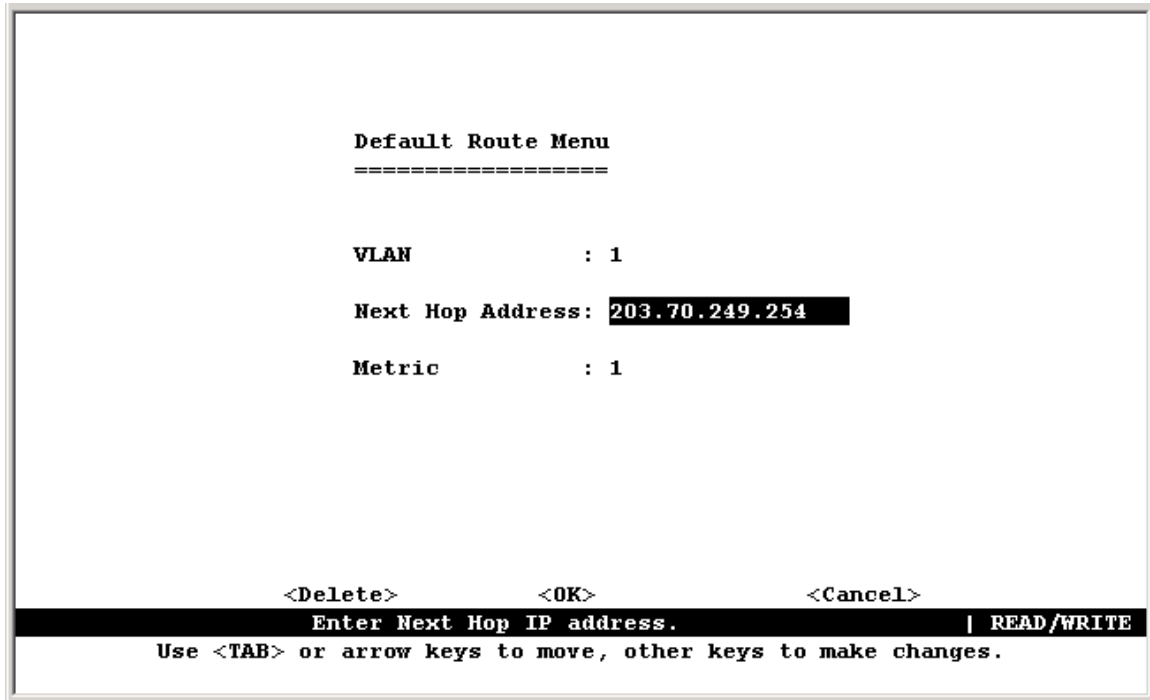 Default Route Menu
==================
VLAN : 1
Next Hop Address: 203.70.249.254
Metric : 1
<Delete> <OK> <Cancel>
Enter Next Hop IP address. | READ/WRITE
Use <TAB> or arrow keys to move, other keys to make changes.